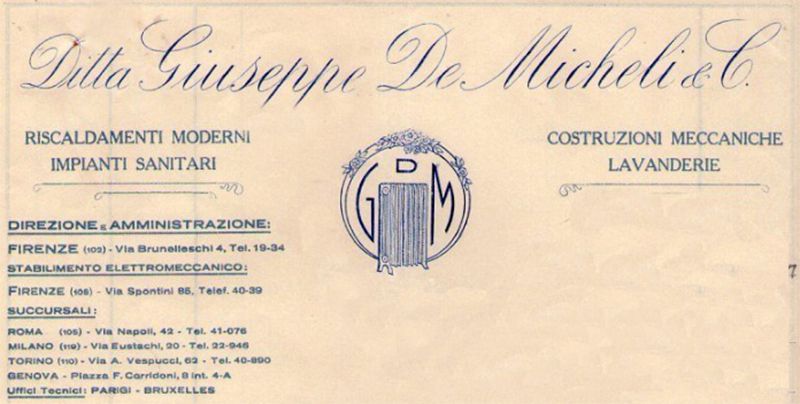 Ditta Giuseppe De Micheli & C.
RISCALDAMENTI MODERNI
IMPIANTI SANITARI
COSTRUZIONI MECCANICHE
LAVANDERIE
G D M
DIREZIONE E AMMINISTRAZIONE:
FIRENZE (102) - Via Brunelleschi 4, Tel. 19-34
STABILIMENTO ELETTROMECCANICO:
FIRENZE (105) - Via Spontini 85, Telef. 40-39
SUCCURSALI:
ROMA (105) - Via Napoli, 42 - Tel. 41-076
MILANO (119) - Via Eustachi, 20 - Tel. 22-946
TORINO (110) - Via A. Vespucci, 62 - Tel. 40-890
GENOVA - Piazza F. Corridoni, 8 int. 4-A
Uffici Tecnici: PARIGI - BRUXELLES
7